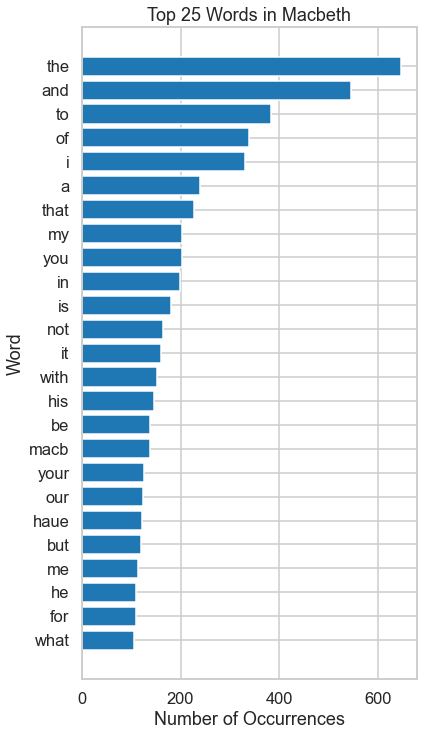 Top 25 Words in Macbeth
the
and
to
of
i
a
that
my
you
in
is
not
it
with
his
be
macb
your
our
haue
but
me
he
for
what
Word
0 200 400 600
Number of Occurrences